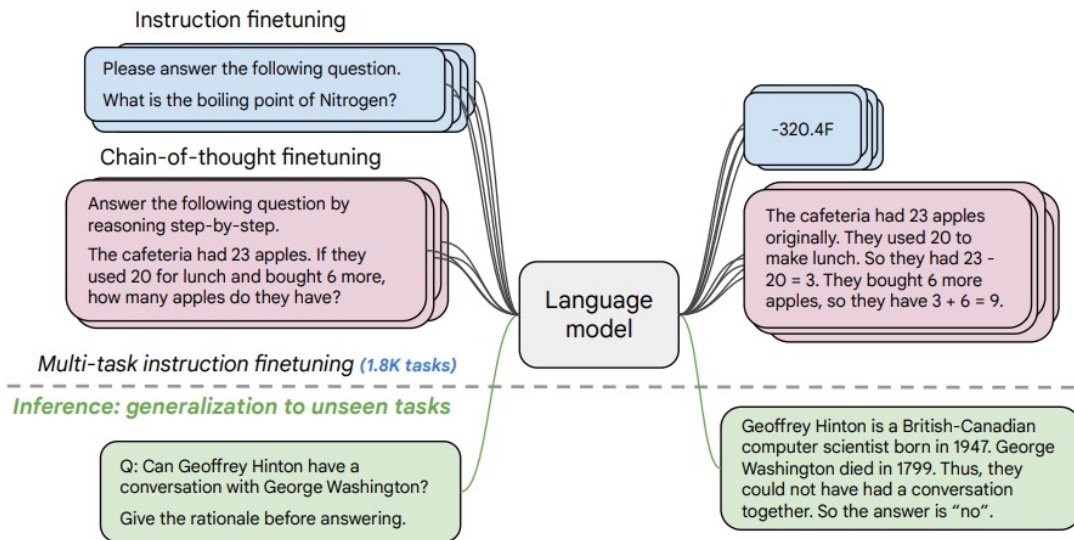 Instruction finetuning
Please answer the following question.
What is the boiling point of Nitrogen?
-320.4F
Chain-of-thought finetuning
Answer the following question by
reasoning step-by-step.
The cafeteria had 23 apples. If they
used 20 for lunch and bought 6 more,
how many apples do they have?
Language
model
The cafeteria had 23 apples
originally. They used 20 to
make lunch. So they had 23 -
20 = 3. They bought 6 more
apples, so they have 3 + 6 = 9.
Multi-task instruction finetuning (1.8K tasks)
Inference: generalization to unseen tasks
Q: Can Geoffrey Hinton have a
conversation with George Washington?
Give the rationale before answering.
Geoffrey Hinton is a British-Canadian
computer scientist born in 1947. George
Washington died in 1799. Thus, they
could not have had a conversation
together. So the answer is “no”.